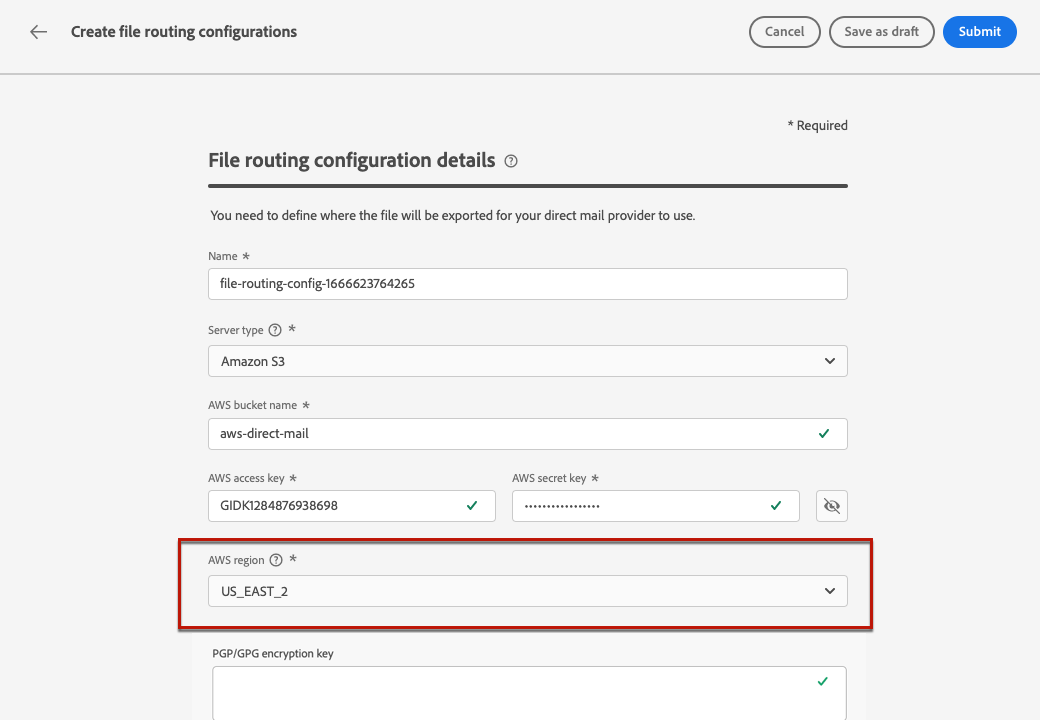 Create file routing configurations
Cancel
Save as draft
Submit
* Required
File routing configuration details
You need to define where the file will be exported for your direct mail provider to use.
Name *
file-routing-config-1666623764265
Server type *
Amazon S3
AWS bucket name *
aws-direct-mail
AWS access key *
AWS secret key *
GIDK1284876938698
•••••••••••••••••
AWS region *
US_EAST_2
PGP/GPG encryption key